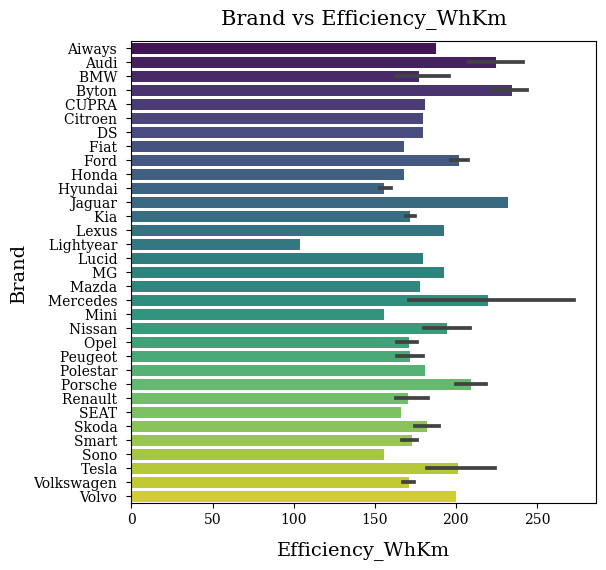 Brand vs Efficiency_WhKm
Aiways
Audi
BMW
Byton
CUPRA
Citroen
DS
Fiat
Ford
Honda
Hyundai
Jaguar
Kia
Lexus
Lightyear
Lucid
MG
Mazda
Mercedes
Mini
Nissan
Opel
Peugeot
Polestar
Porsche
Renault
SEAT
Skoda
Smart
Sono
Tesla
Volkswagen
Volvo
Brand
0 50 100 150 200 250
Efficiency_WhKm